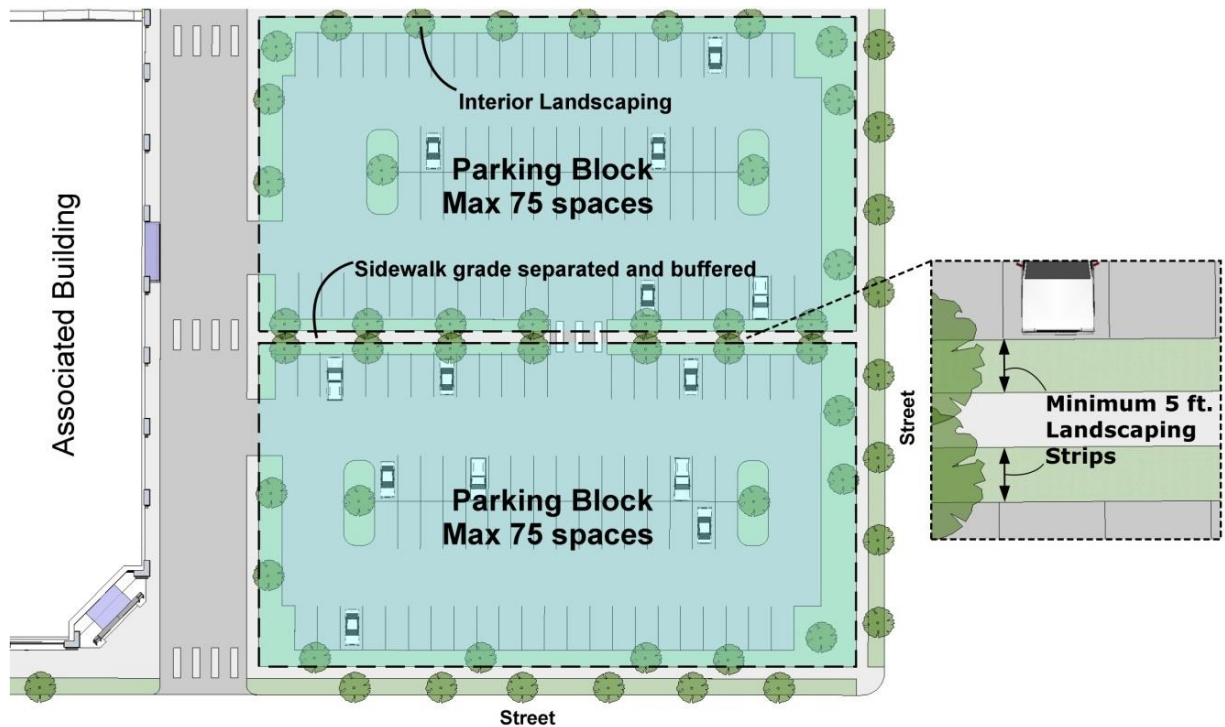 Interior Landscaping
Parking Block
Max 75 spaces
Associated Building
Sidewalk grade separated and buffered
Street
Minimum 5 ft.
Landscaping
Strips
Parking Block
Max 75 spaces
Street